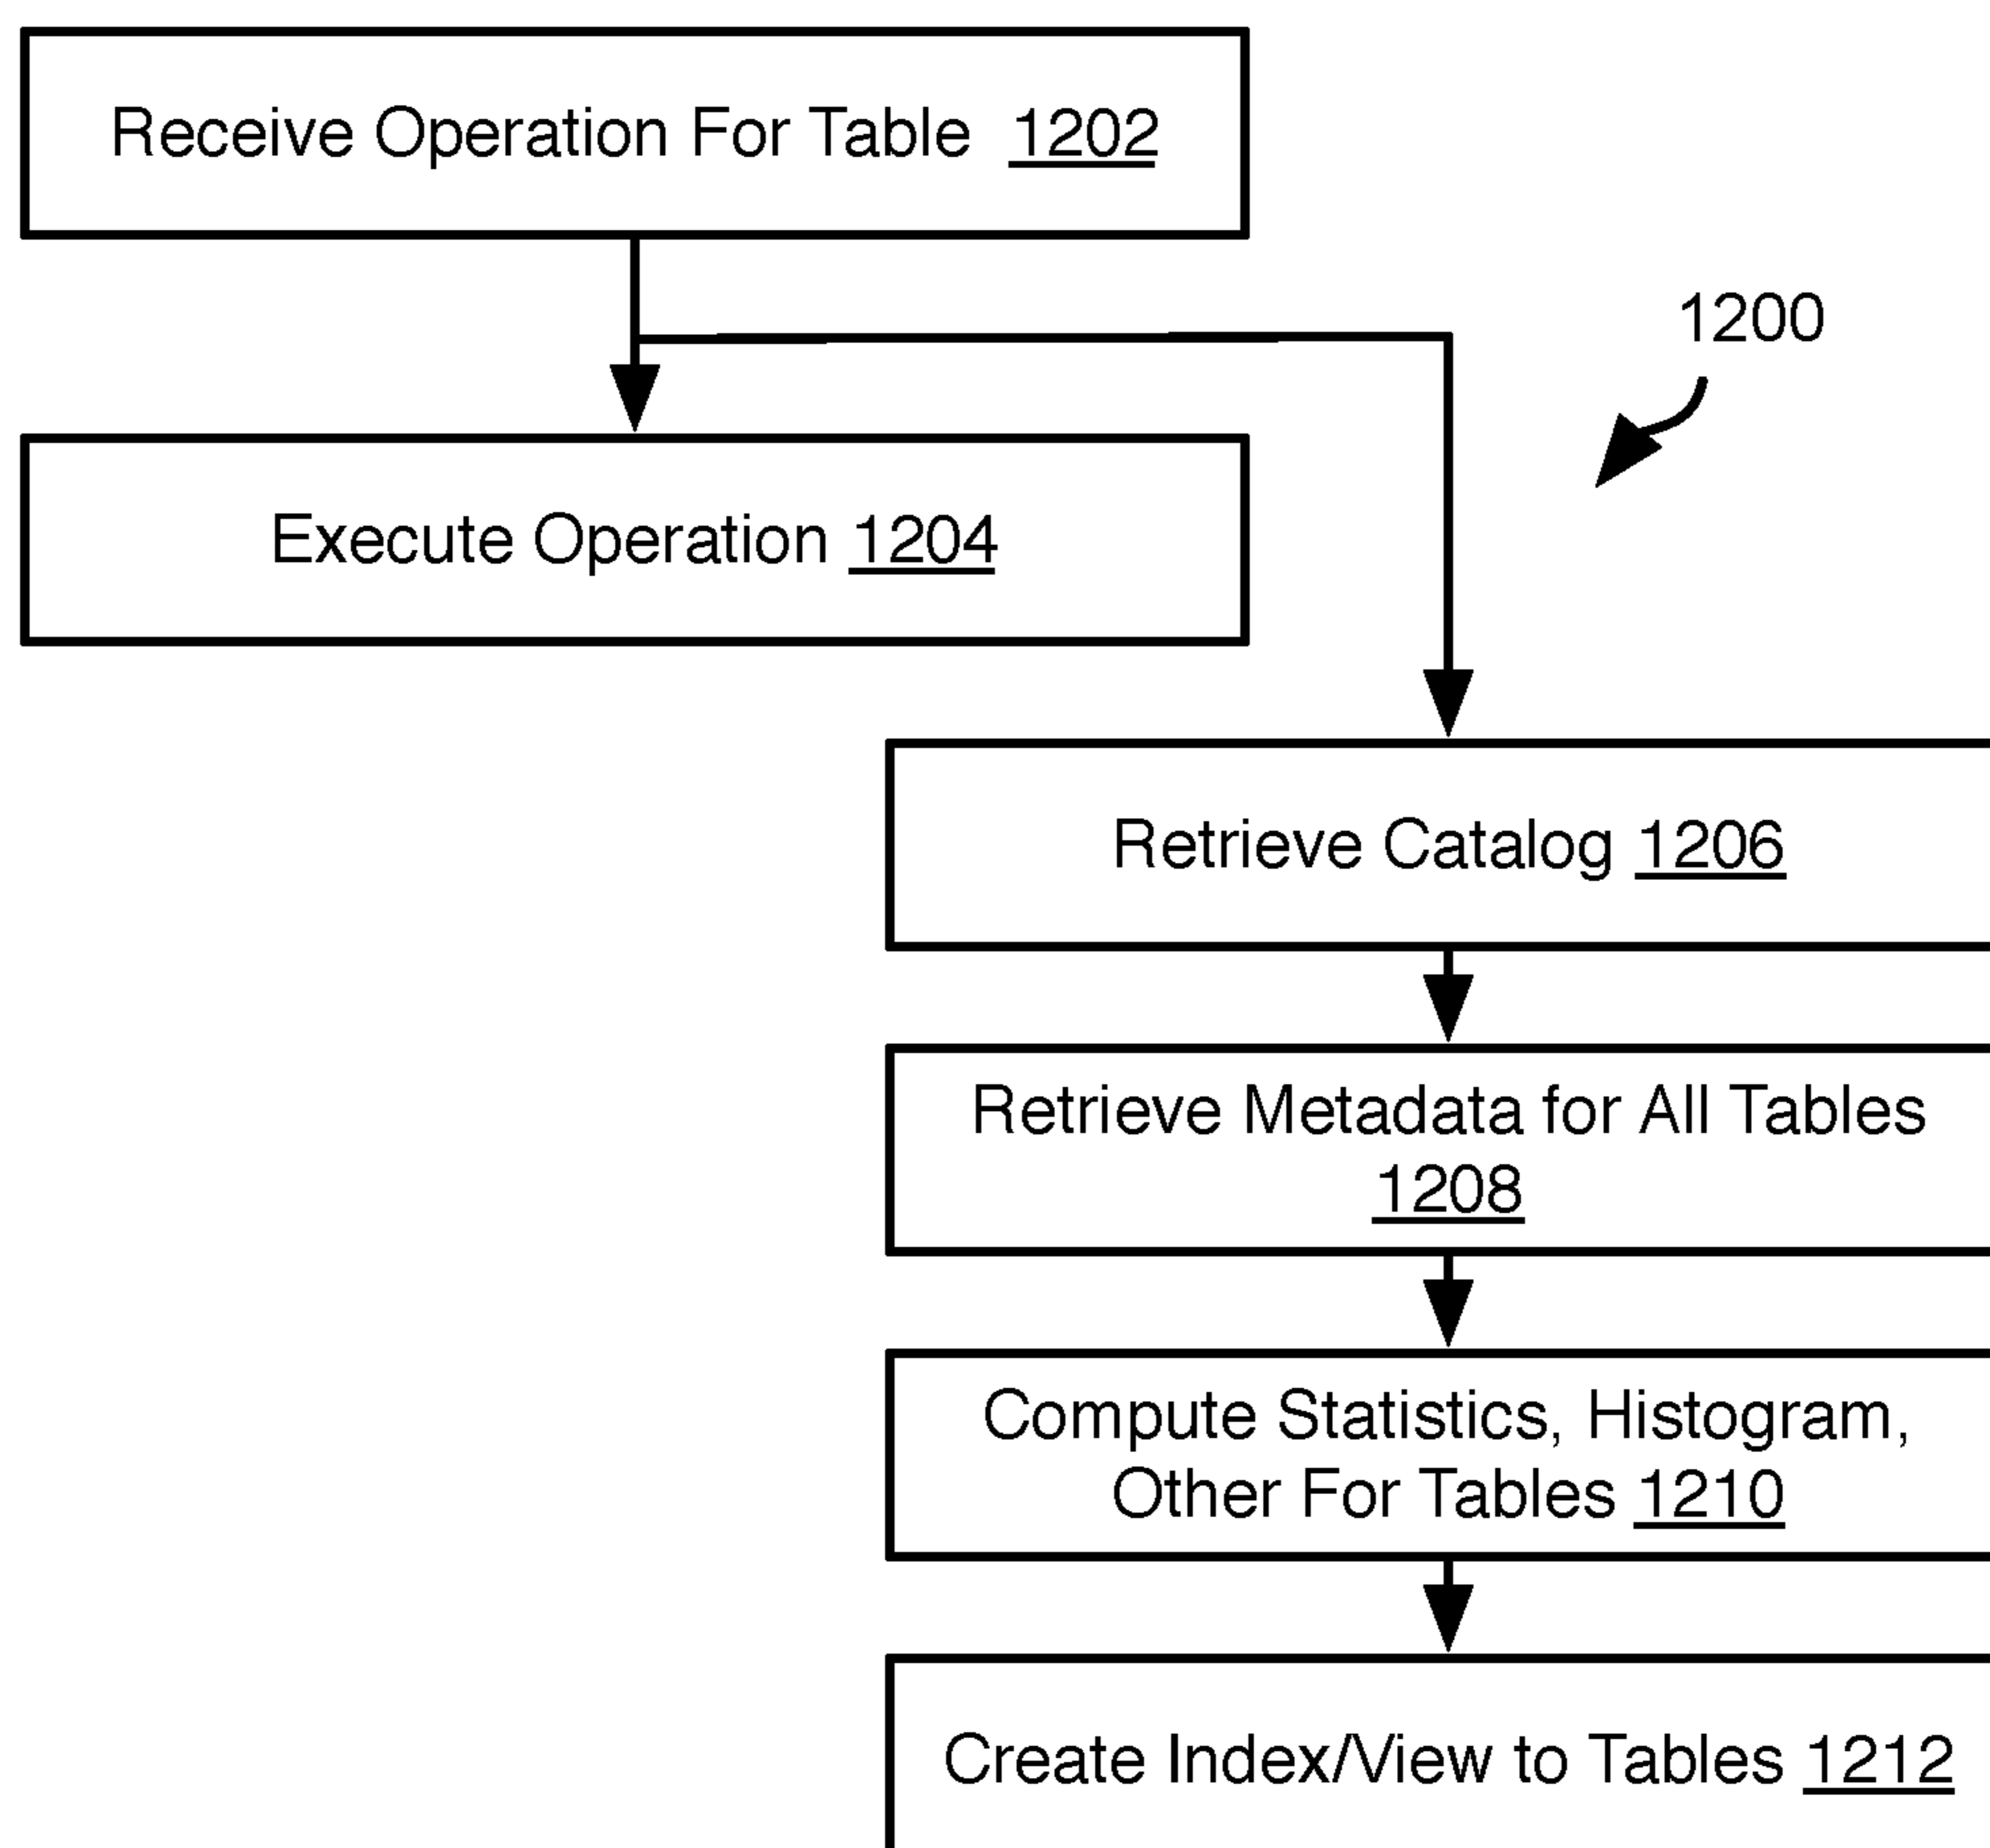 Receive Operation For Table 1202
1200
Execute Operation 1204
Retrieve Catalog 1206
Retrieve Metadata for All Tables
1208
Compute Statistics, Histogram,
Other For Tables 1210
Create Index/View to Tables 1212